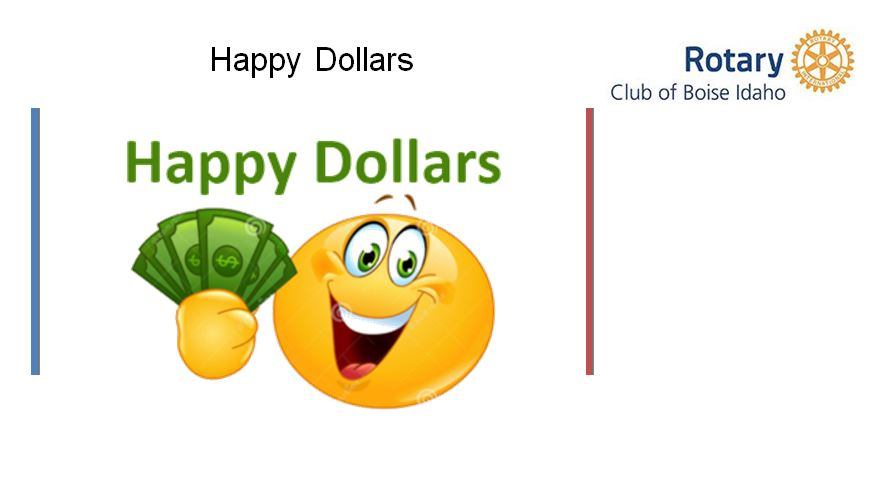 Happy Dollars
Rotary
Club of Boise Idaho
Happy Dollars
$
$